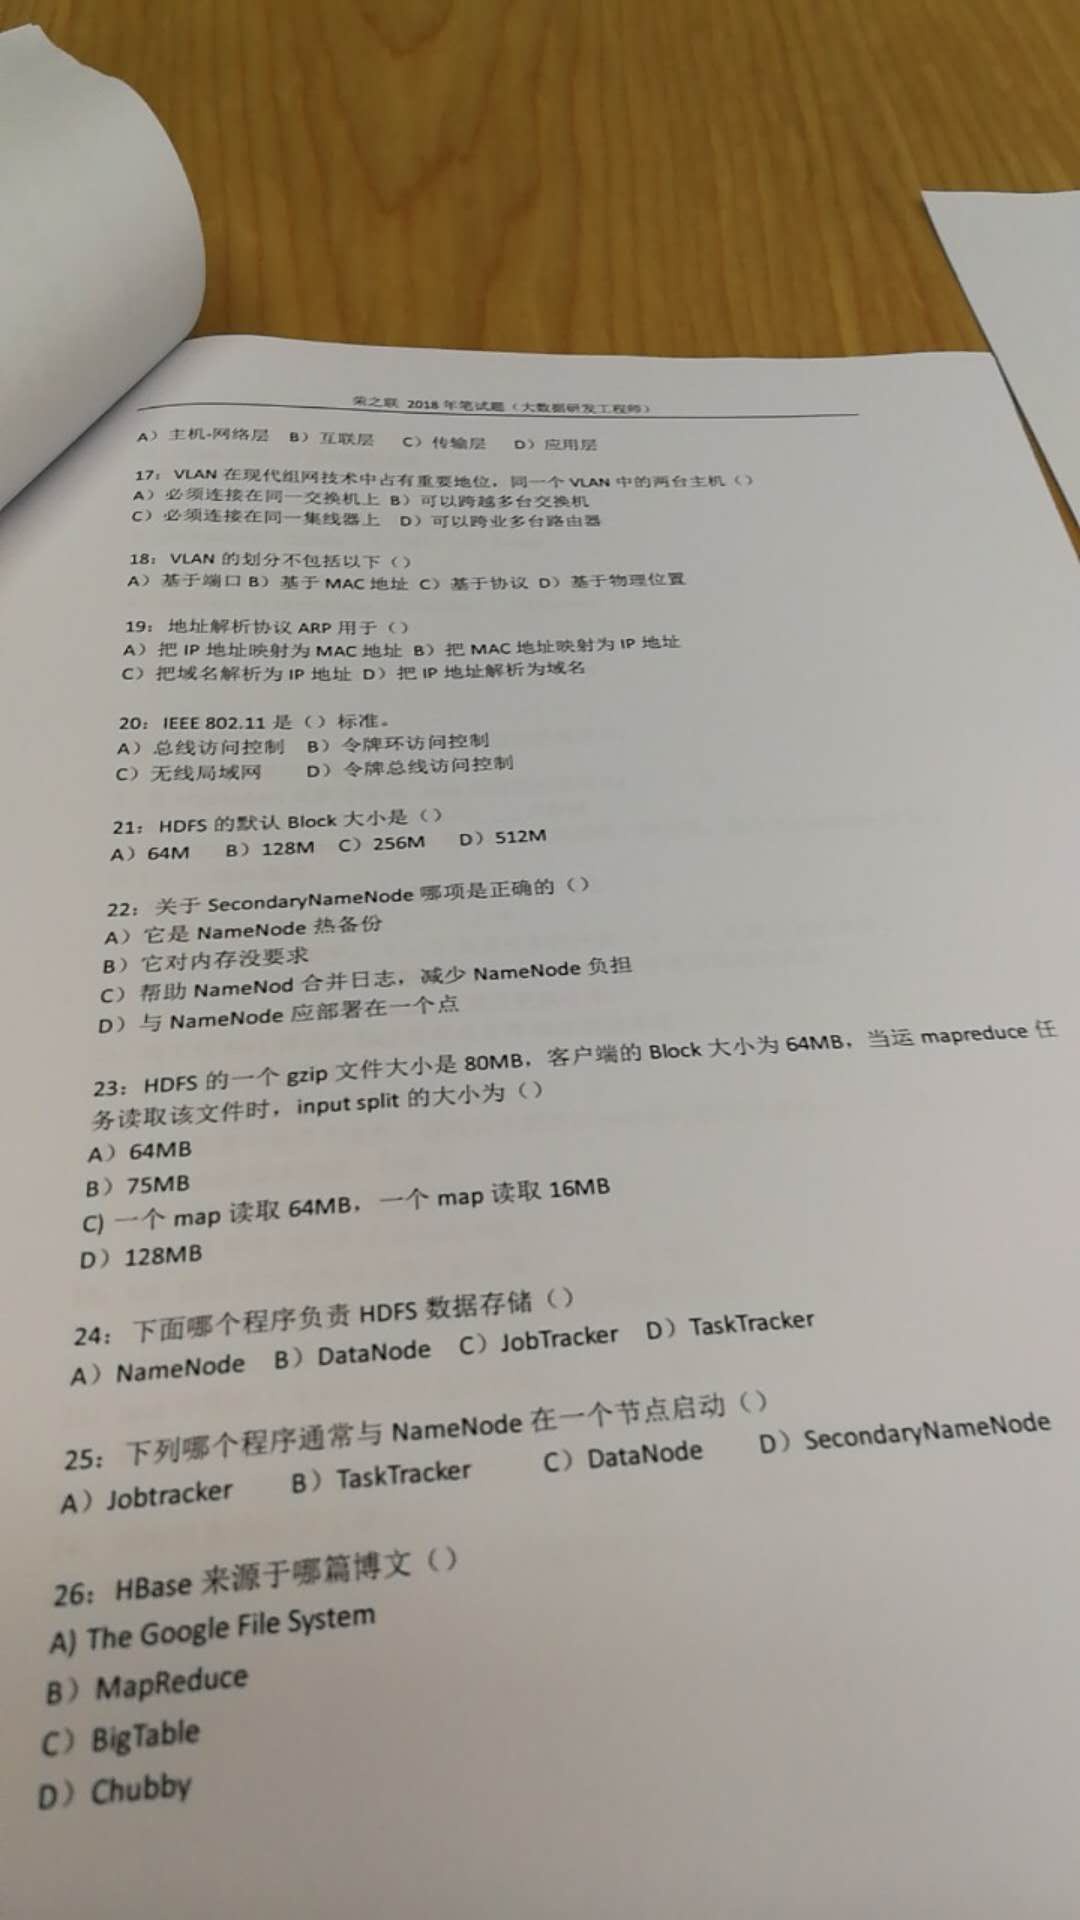 荣之联 2018 年笔试题（大数据研发工程师）
A）主机-网络层 B）互联层 C）传输层 D）应用层
17：VLAN 在现代组网技术中占有重要地位，同一个 VLAN 中的两台主机（）
A）必须连接在同一交换机上 B）可以跨越多台交换机
C）必须连接在同一集线器上 D）可以跨业多台路由器
18：VLAN 的划分不包括以下（）
A）基于端口 B）基于 MAC 地址 C）基于协议 D）基于物理位置
19：地址解析协议 ARP 用于（）
A）把 IP 地址映射为 MAC 地址 B）把 MAC 地址映射为 IP 地址
C）把域名解析为 IP 地址 D）把 IP 地址解析为域名
20：IEEE 802.11 是（）标准。
A）总线访问控制 B）令牌环访问控制
C）无线局域网 D）令牌总线访问控制
21：HDFS 的默认 Block 大小是（）
A）64M B）128M C）256M D）512M
22：关于 SecondaryNameNode 哪项是正确的（）
A）它是 NameNode 热备份
B）它对内存没要求
C）帮助 NameNod 合并日志，减少 NameNode 负担
D）与 NameNode 应部署在一个点
23：HDFS 的一个 gzip 文件大小是 80MB，客户端的 Block 大小为 64MB，当运 mapreduce 任
务读取该文件时，input split 的大小为（）
A）64MB
B）75MB
C) 一个 map 读取 64MB，一个 map 读取 16MB
D）128MB
24：下面哪个程序负责 HDFS 数据存储（）
A）NameNode B）DataNode C）JobTracker D）TaskTracker
25：下列哪个程序通常与 NameNode 在一个节点启动（）
A）Jobtracker B）TaskTracker C）DataNode D）SecondaryNameNode
26：HBase 来源于哪篇博文（）
A) The Google File System
B）MapReduce
C）BigTable
D）Chubby